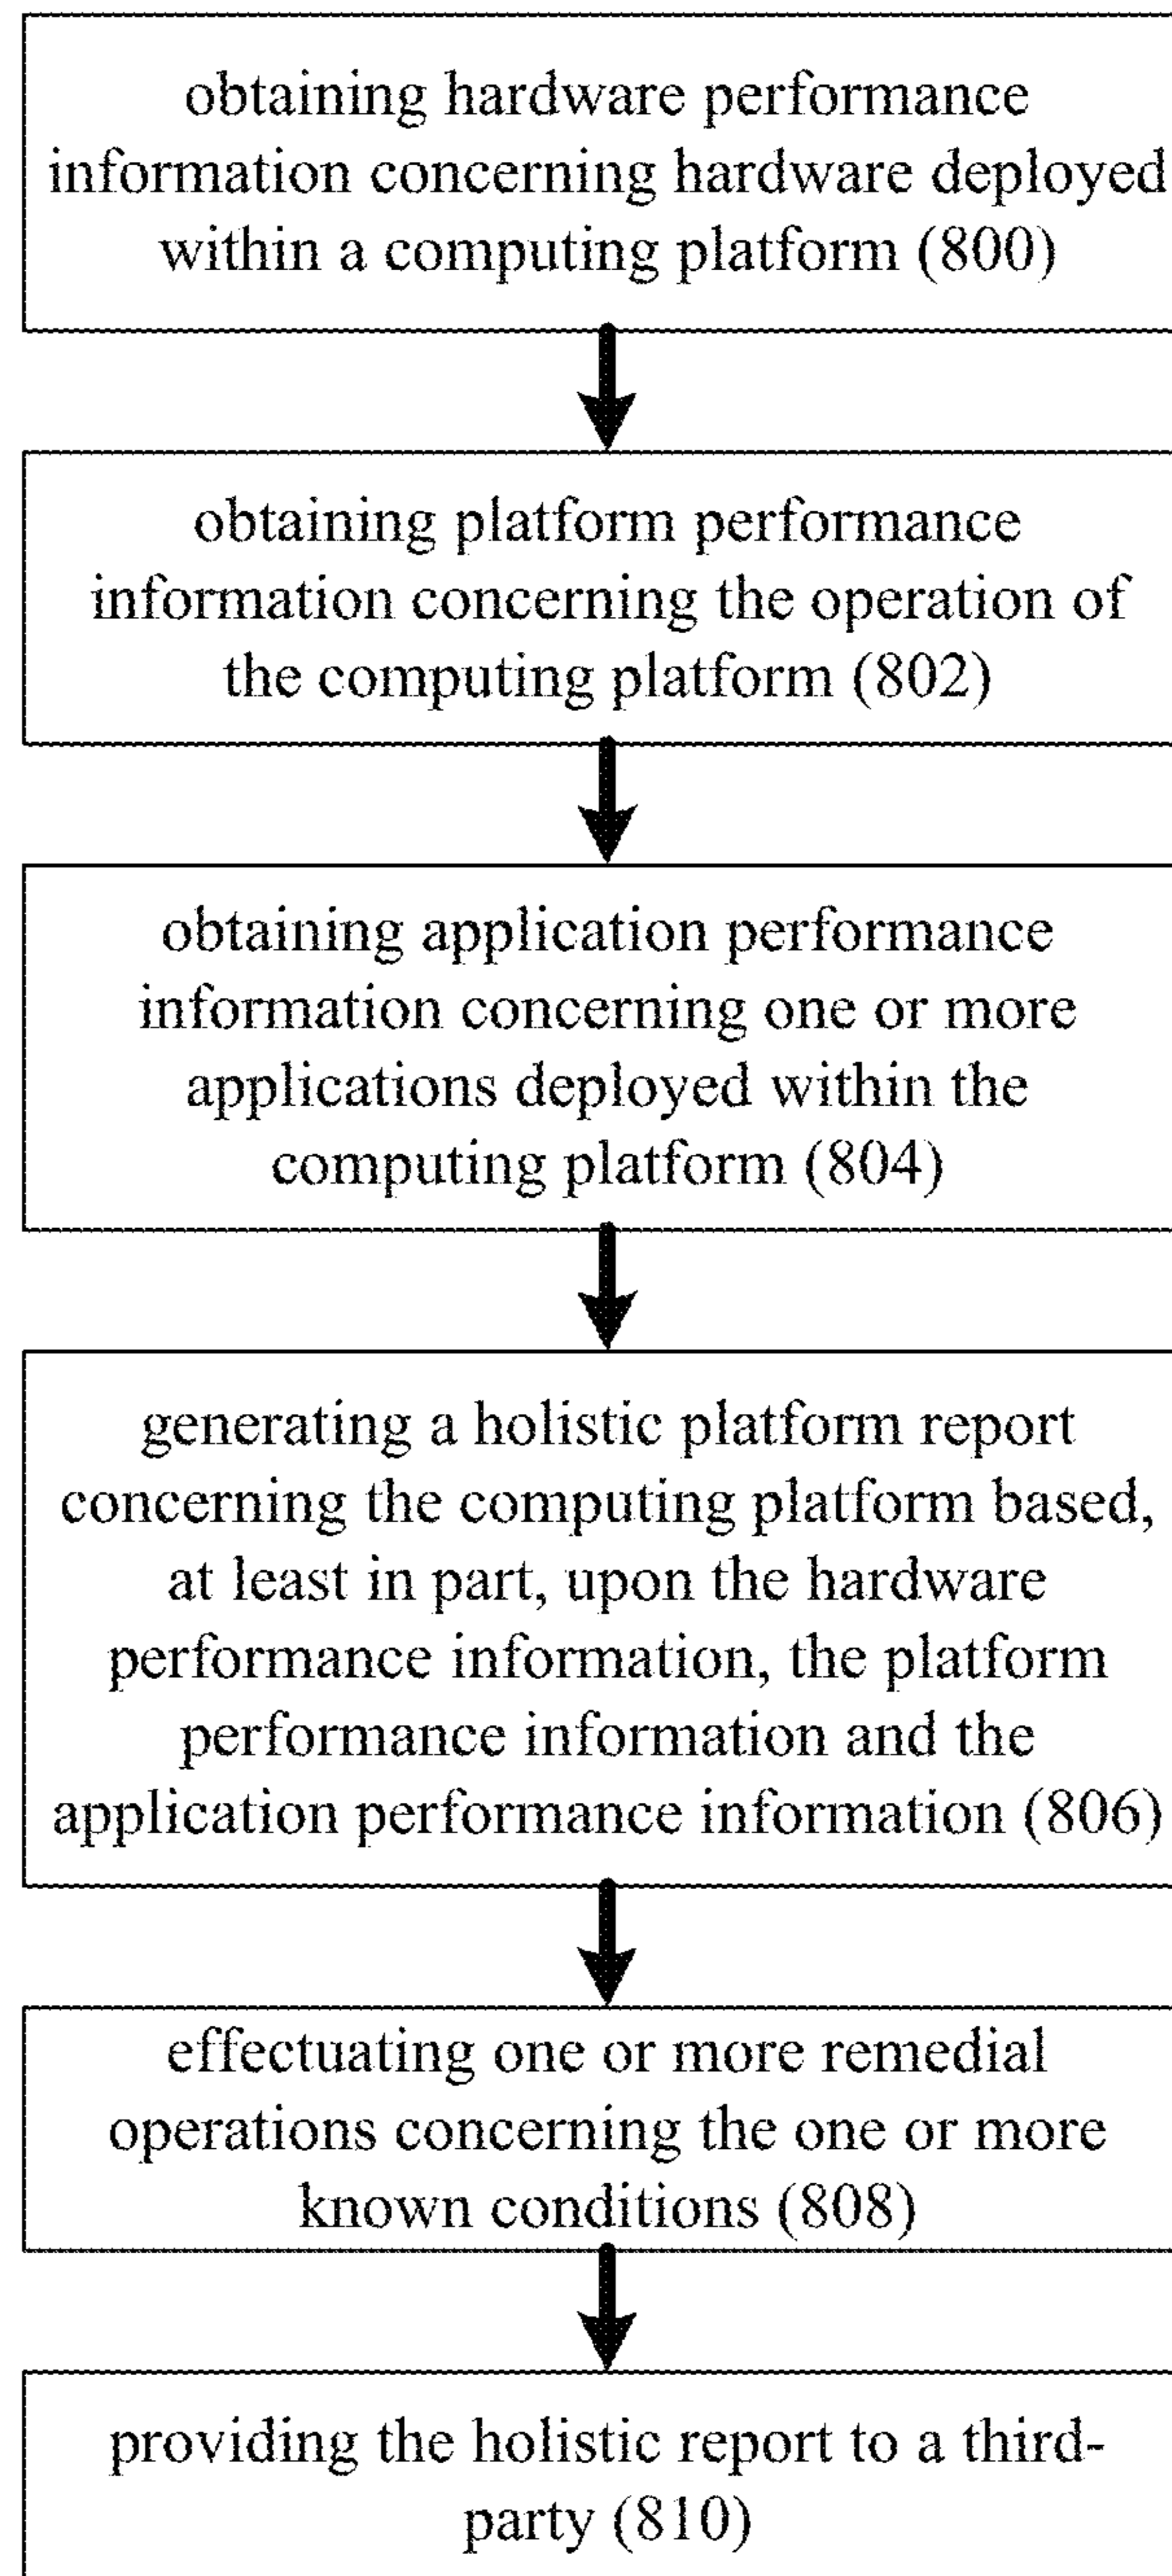 obtaining hardware performance
information concerning hardware deployed
within a computing platform (800)
obtaining platform performance
information concerning the operation of
the computing platform (802)
obtaining application performance
information concerning one or more
applications deployed within the
computing platform (804)
generating a holistic platform report
concerning the computing platform based,
at least in part, upon the hardware
performance information, the platform
performance information and the
application performance information (806)
effectuating one or more remedial
operations concerning the one or more
known conditions (808)
providing the holistic report to a third-
party (810)